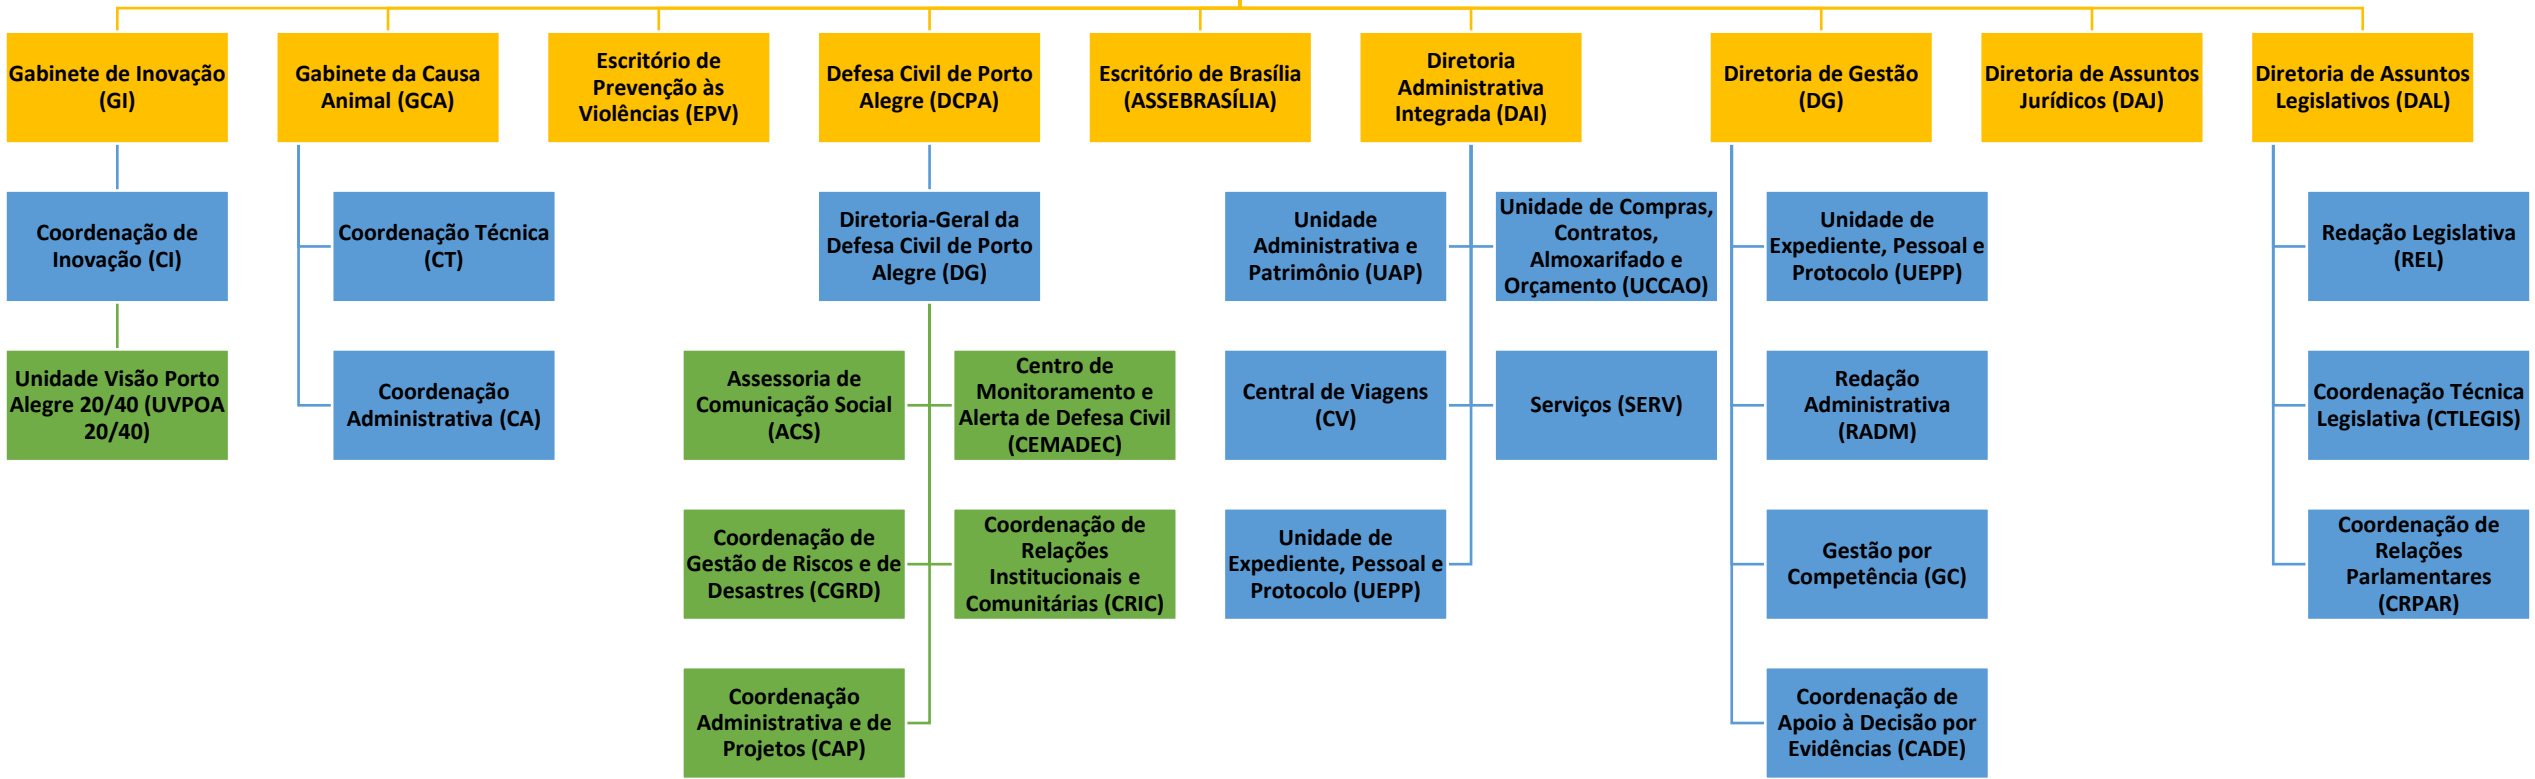 Gabinete de Inovação
(GI)
Gabinete da Causa
Animal (GCA)
Escritório de
Prevenção às
Violências (EPV)
Defesa Civil de Porto
Alegre (DCPA)
Escritório de Brasília
(ASSEBRASÍLIA)
Diretoria
Administrativa
Integrada (DAI)
Diretoria de Gestão
(DG)
Diretoria de Assuntos
Jurídicos (DAJ)
Diretoria de Assuntos
Legislativos (DAL)
Coordenação de
Inovação (CI)
Coordenação Técnica
(CT)
Diretoria-Geral da
Defesa Civil de Porto
Alegre (DG)
Unidade
Administrativa e
Patrimônio (UAP)
Unidade de Compras,
Contratos,
Almoxarifado e
Orçamento (UCCAO)
Unidade de
Expediente, Pessoal e
Protocolo (UEPP)
Redação Legislativa
(REL)
Unidade Visão Porto
Alegre 20/40 (UVPOA
20/40)
Coordenação
Administrativa (CA)
Assessoria de
Comunicação Social
(ACS)
Centro de
Monitoramento e
Alerta de Defesa Civil
(CEMADEC)
Central de Viagens
(CV)
Serviços (SERV)
Redação
Administrativa
(RADM)
Coordenação Técnica
Legislativa (CTLEGIS)
Coordenação de
Gestão de Riscos e de
Desastres (CGRD)
Coordenação de
Relações
Institucionais e
Comunitárias (CRIC)
Unidade de
Expediente, Pessoal e
Protocolo (UEPP)
Gestão por
Competência (GC)
Coordenação de
Relações
Parlamentares
(CRPAR)
Coordenação
Administrativa e de
Projetos (CAP)
Coordenação de
Apoio à Decisão por
Evidências (CADE)